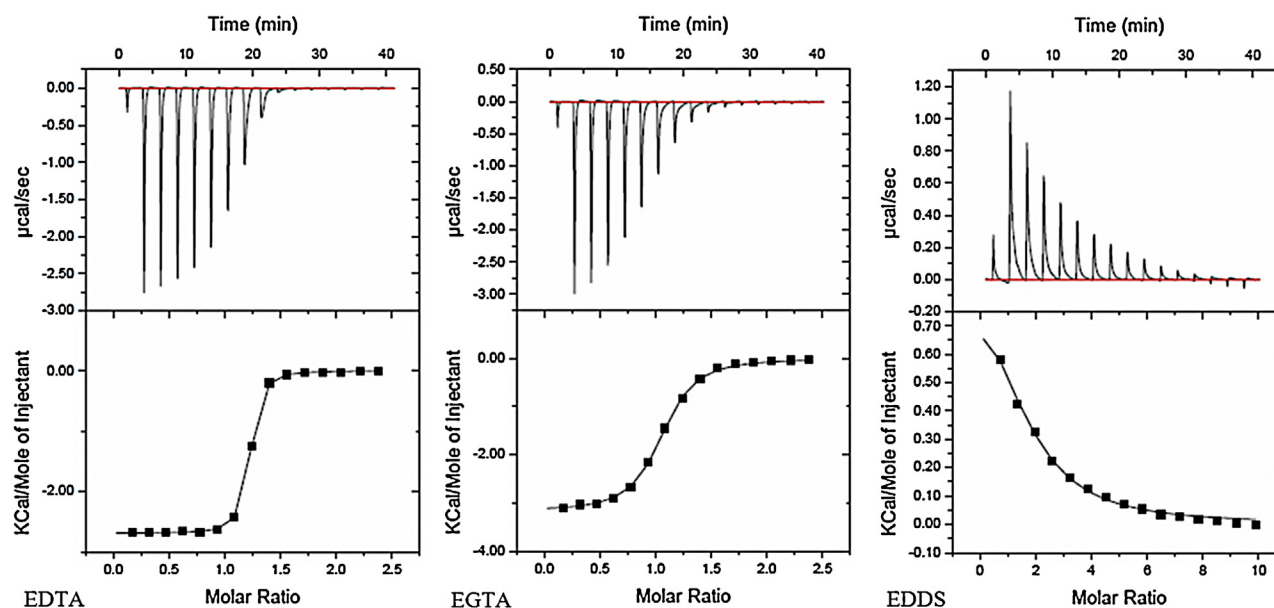 Time (min)
0 10 20 30 40
0.00
-0.50
-1.00
-1.50
-2.00
-2.50
-3.00
µcal/sec
0.00
-2.00
KCal/Mole of Injectant
0.0 0.5 1.0 1.5 2.0 2.5
Molar Ratio
EDTA
Time (min)
0 10 20 30 40
0.50
0.00
-0.50
-1.00
-1.50
-2.00
-2.50
-3.00
µcal/sec
0.00
-2.00
-4.00
KCal/Mole of Injectant
0.0 0.5 1.0 1.5 2.0 2.5
Molar Ratio
EGTA
Time (min)
0 10 20 30 40
1.20
1.00
0.80
0.60
0.40
0.20
0.00
-0.20
µcal/sec
0.70
0.60
0.50
0.40
0.30
0.20
0.10
0.00
-0.10
KCal/Mole of Injectant
0 2 4 6 8 10
Molar Ratio
EDDS